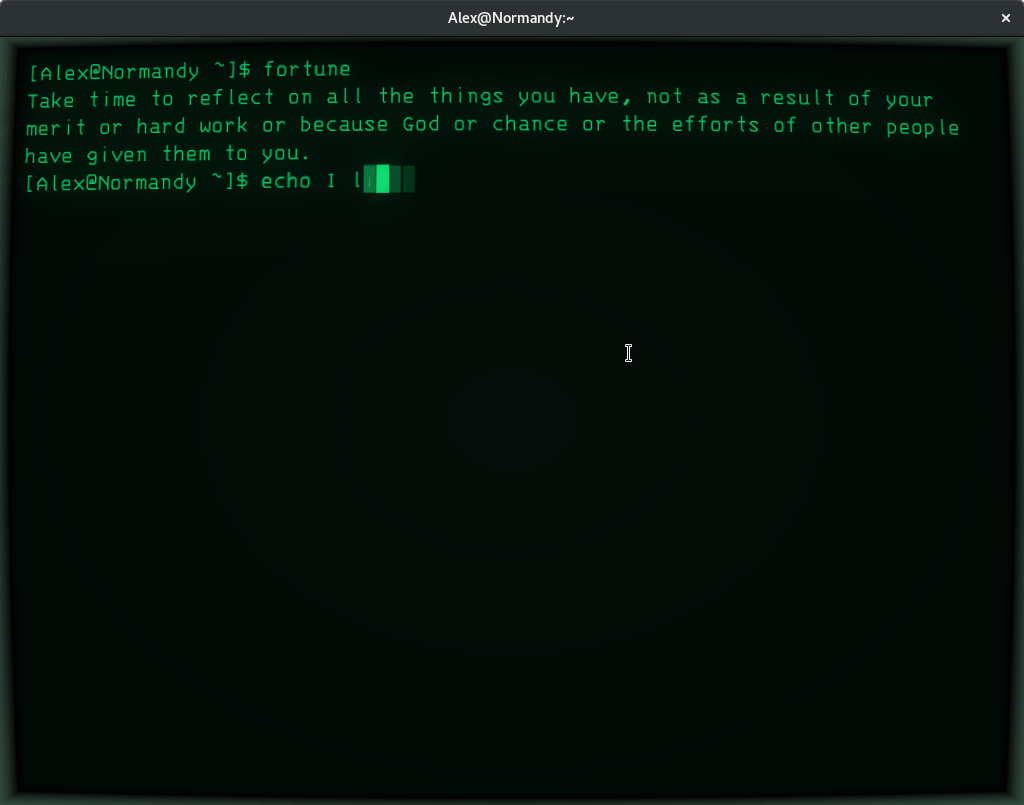 Alex@Normandy:~
[Alex@Normandy ~]$ fortune
Take time to reflect on all the things you have, not as a result of your
merit or hard work or because God or chance or the efforts of other people
have given them to you.
[Alex@Normandy ~]$ echo I l